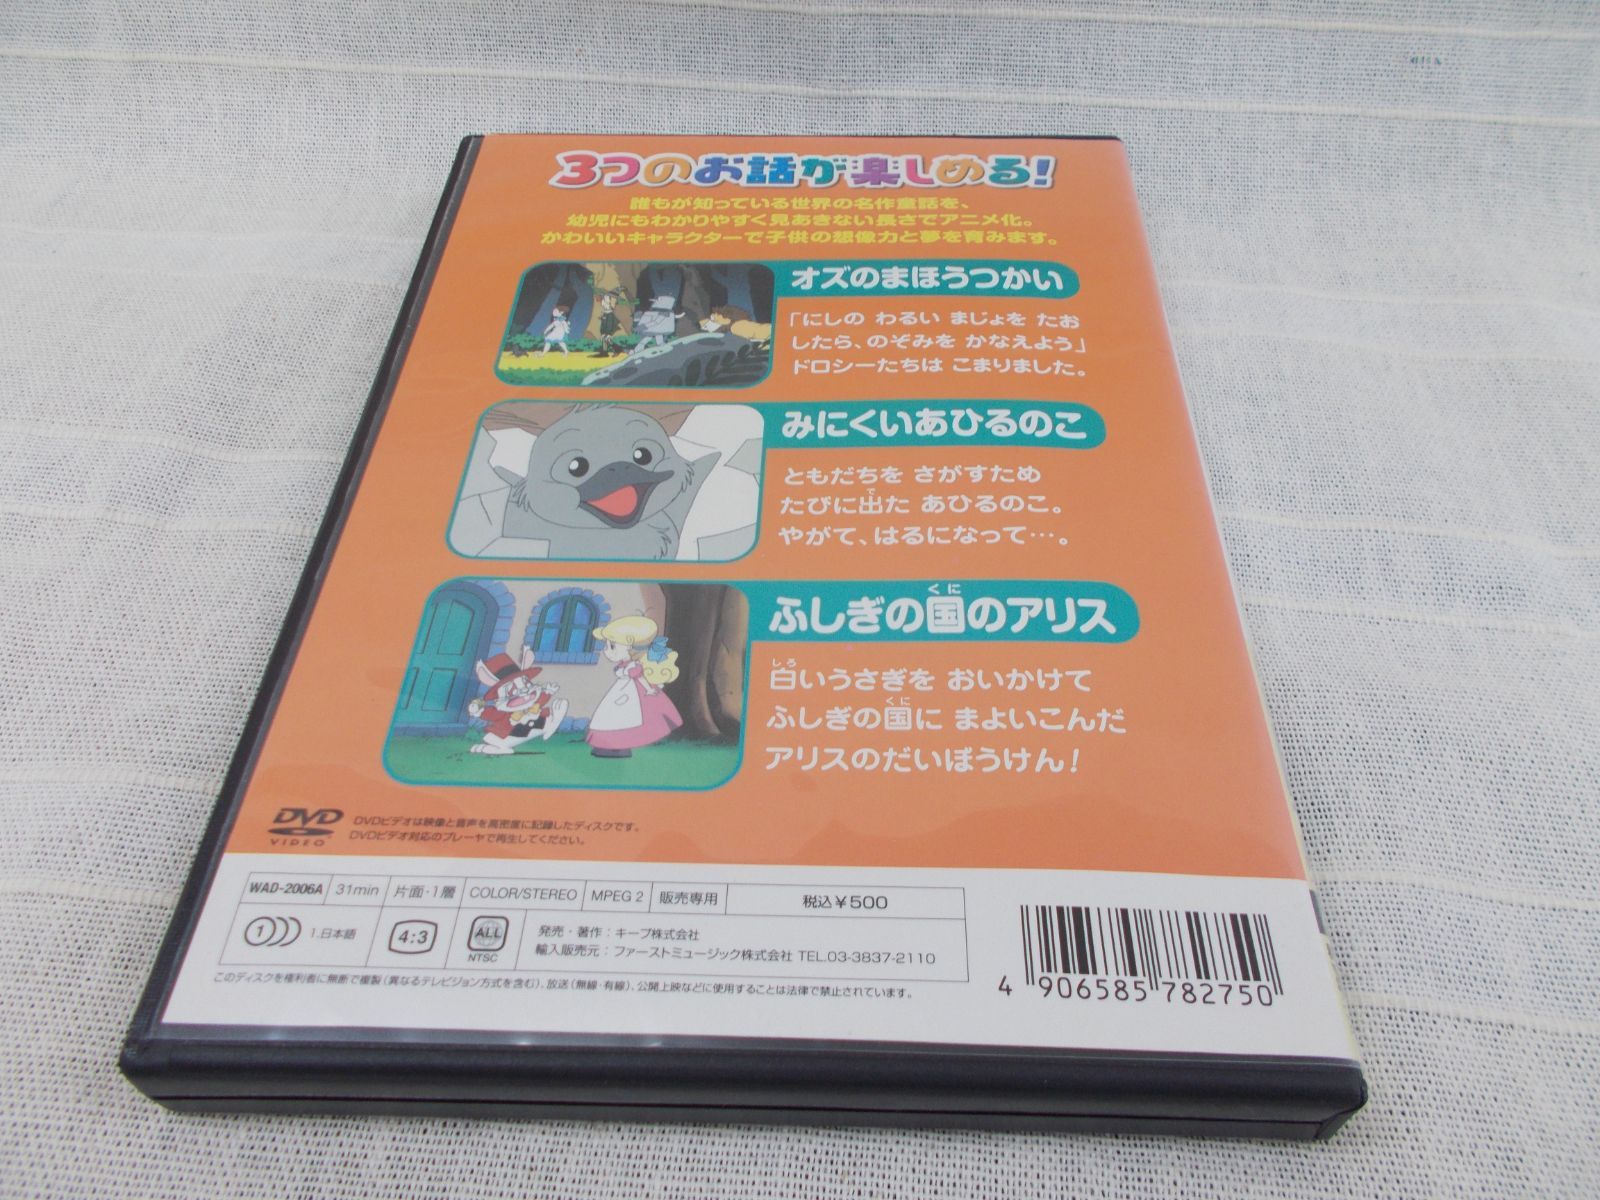 3つのお話が楽しめる!
誰もが知っている世界の名作童話を、
幼児にもわかりやすく見あきない長さでアニメ化。
かわいいキャラクターで子供の想像力と夢を育みます。
オズのまほうつかい
「にしの わるい まじょを たお
したら、のぞみを かなえよう」
ドロシーたちは こまりました。
みにくいあひるのこ
ともだちを さがすため
で
たびに出た あひるのこ。
やがて、はるになって…。
くに
ふしぎの国のアリス
しろ
白いうさぎを おいかけて
くに
ふしぎの国に まよいこんだ
アリスのだいぼうけん!
DVD VIDEO
DVDビデオは映像と音声を高密度に記録したディスクです。
DVDビデオ対応のプレーヤで再生してください。
WAD-2006A 31min 片面・1層 COLOR/STEREO MPEG 2 販売専用 税込¥500
1 1.日本語 4:3 ALL NTSC
発売・著作:キープ株式会社
輸入販売元:ファーストミュージック株式会社 TEL.03-3837-2110
このディスクを権利者に無断で複製(異なるテレビジョン方式を含む)、放送(無線・有線)、公開上映などに使用することは法律で禁止されています。
4 906585 782750